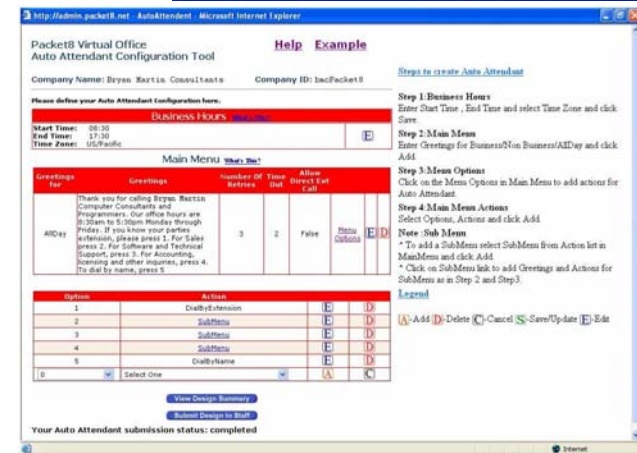 http://admin.packet8.net - AutoAttendent - Microsoft Internet Explorer
Packet8 Virtual Office
Auto Attendant Configuration Tool
Help Example
Company Name: Bryan Martin Consultants Company ID: bmcPacket8
Please define your Auto Attendant Configuration here.
Business Hours What's This?
Start Time: 08:30
End Time: 17:30
Time Zone: US/Pacific
E
Main Menu What's This?
Greetings for Greetings Number Of Retries Time Out Allow Direct Ext Call
AllDay
Thank you for calling Bryan Martin
Computer Consultants and
Programmers. Our office hours are
8:30am to 5:30pm Monday through
Friday. If you know your parties
extension, please press 1. For Sales
press 2. For Software and Technical
Support, press 3. For Accounting,
licensing and other inquiries, press 4.
To dial by name, press 5
3 2 False Menu Options E D
Option Action
1 DialByExtension E D
2 SubMenu E D
3 SubMenu E D
4 SubMenu E D
5 DialByName E D
0 Select One A C
View Design Summary
Submit Design to Staff
Your Auto Attendant submission status: completed
Steps to create Auto Attendant
Step 1:Business Hours
Enter Start Time , End Time and select Time Zone and click
Save.
Step 2:Main Menu
Enter Greetings for Business/Non Business/AllDay and click
Add.
Step 3:Menu Options
Click on the Menu Options in Main Menu to add actions for
Auto Attendant.
Step 4:Main Menu Actions
Select Options, Actions and click Add.
Note :Sub Menu
* To add a SubMenu select SubMenu from Action list in
MainMenu and click Add.
* Click on SubMenu link to add Greetings and Actions for
SubMenu as in Step 2 and Step3.
Legend
A-Add D-Delete C-Cancel S-Save/Update E-Edit
Internet